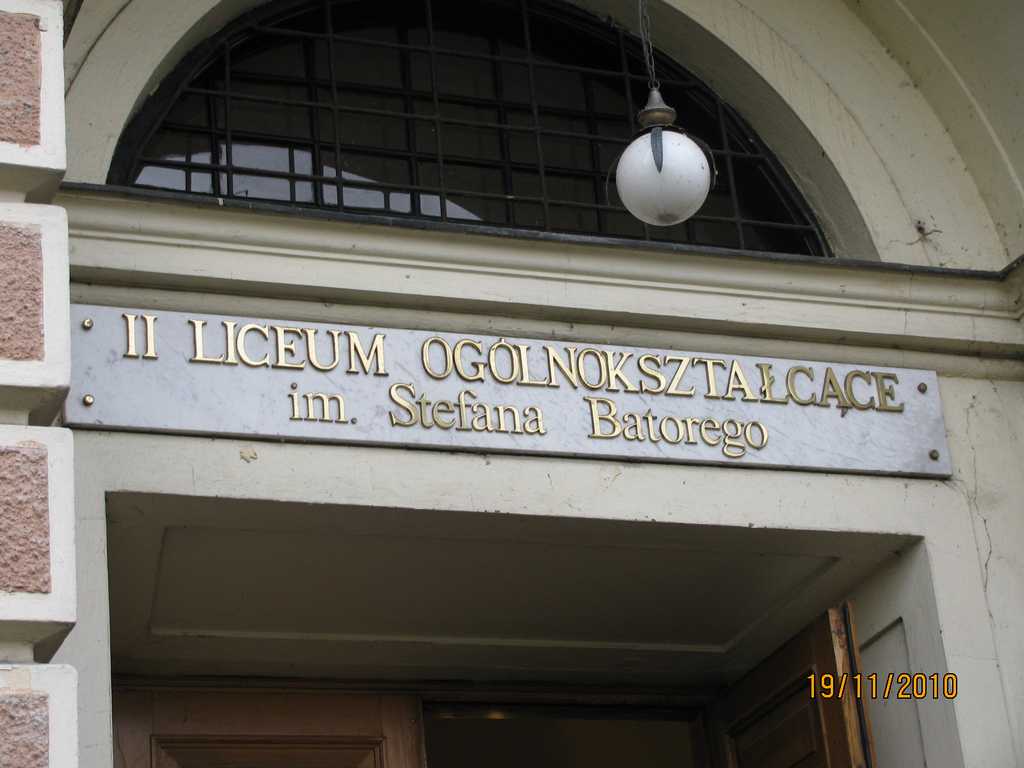 II LICEUM OGÓLNOKSZTAŁCĄCE
im. Stefana Batorego
19/11/2010